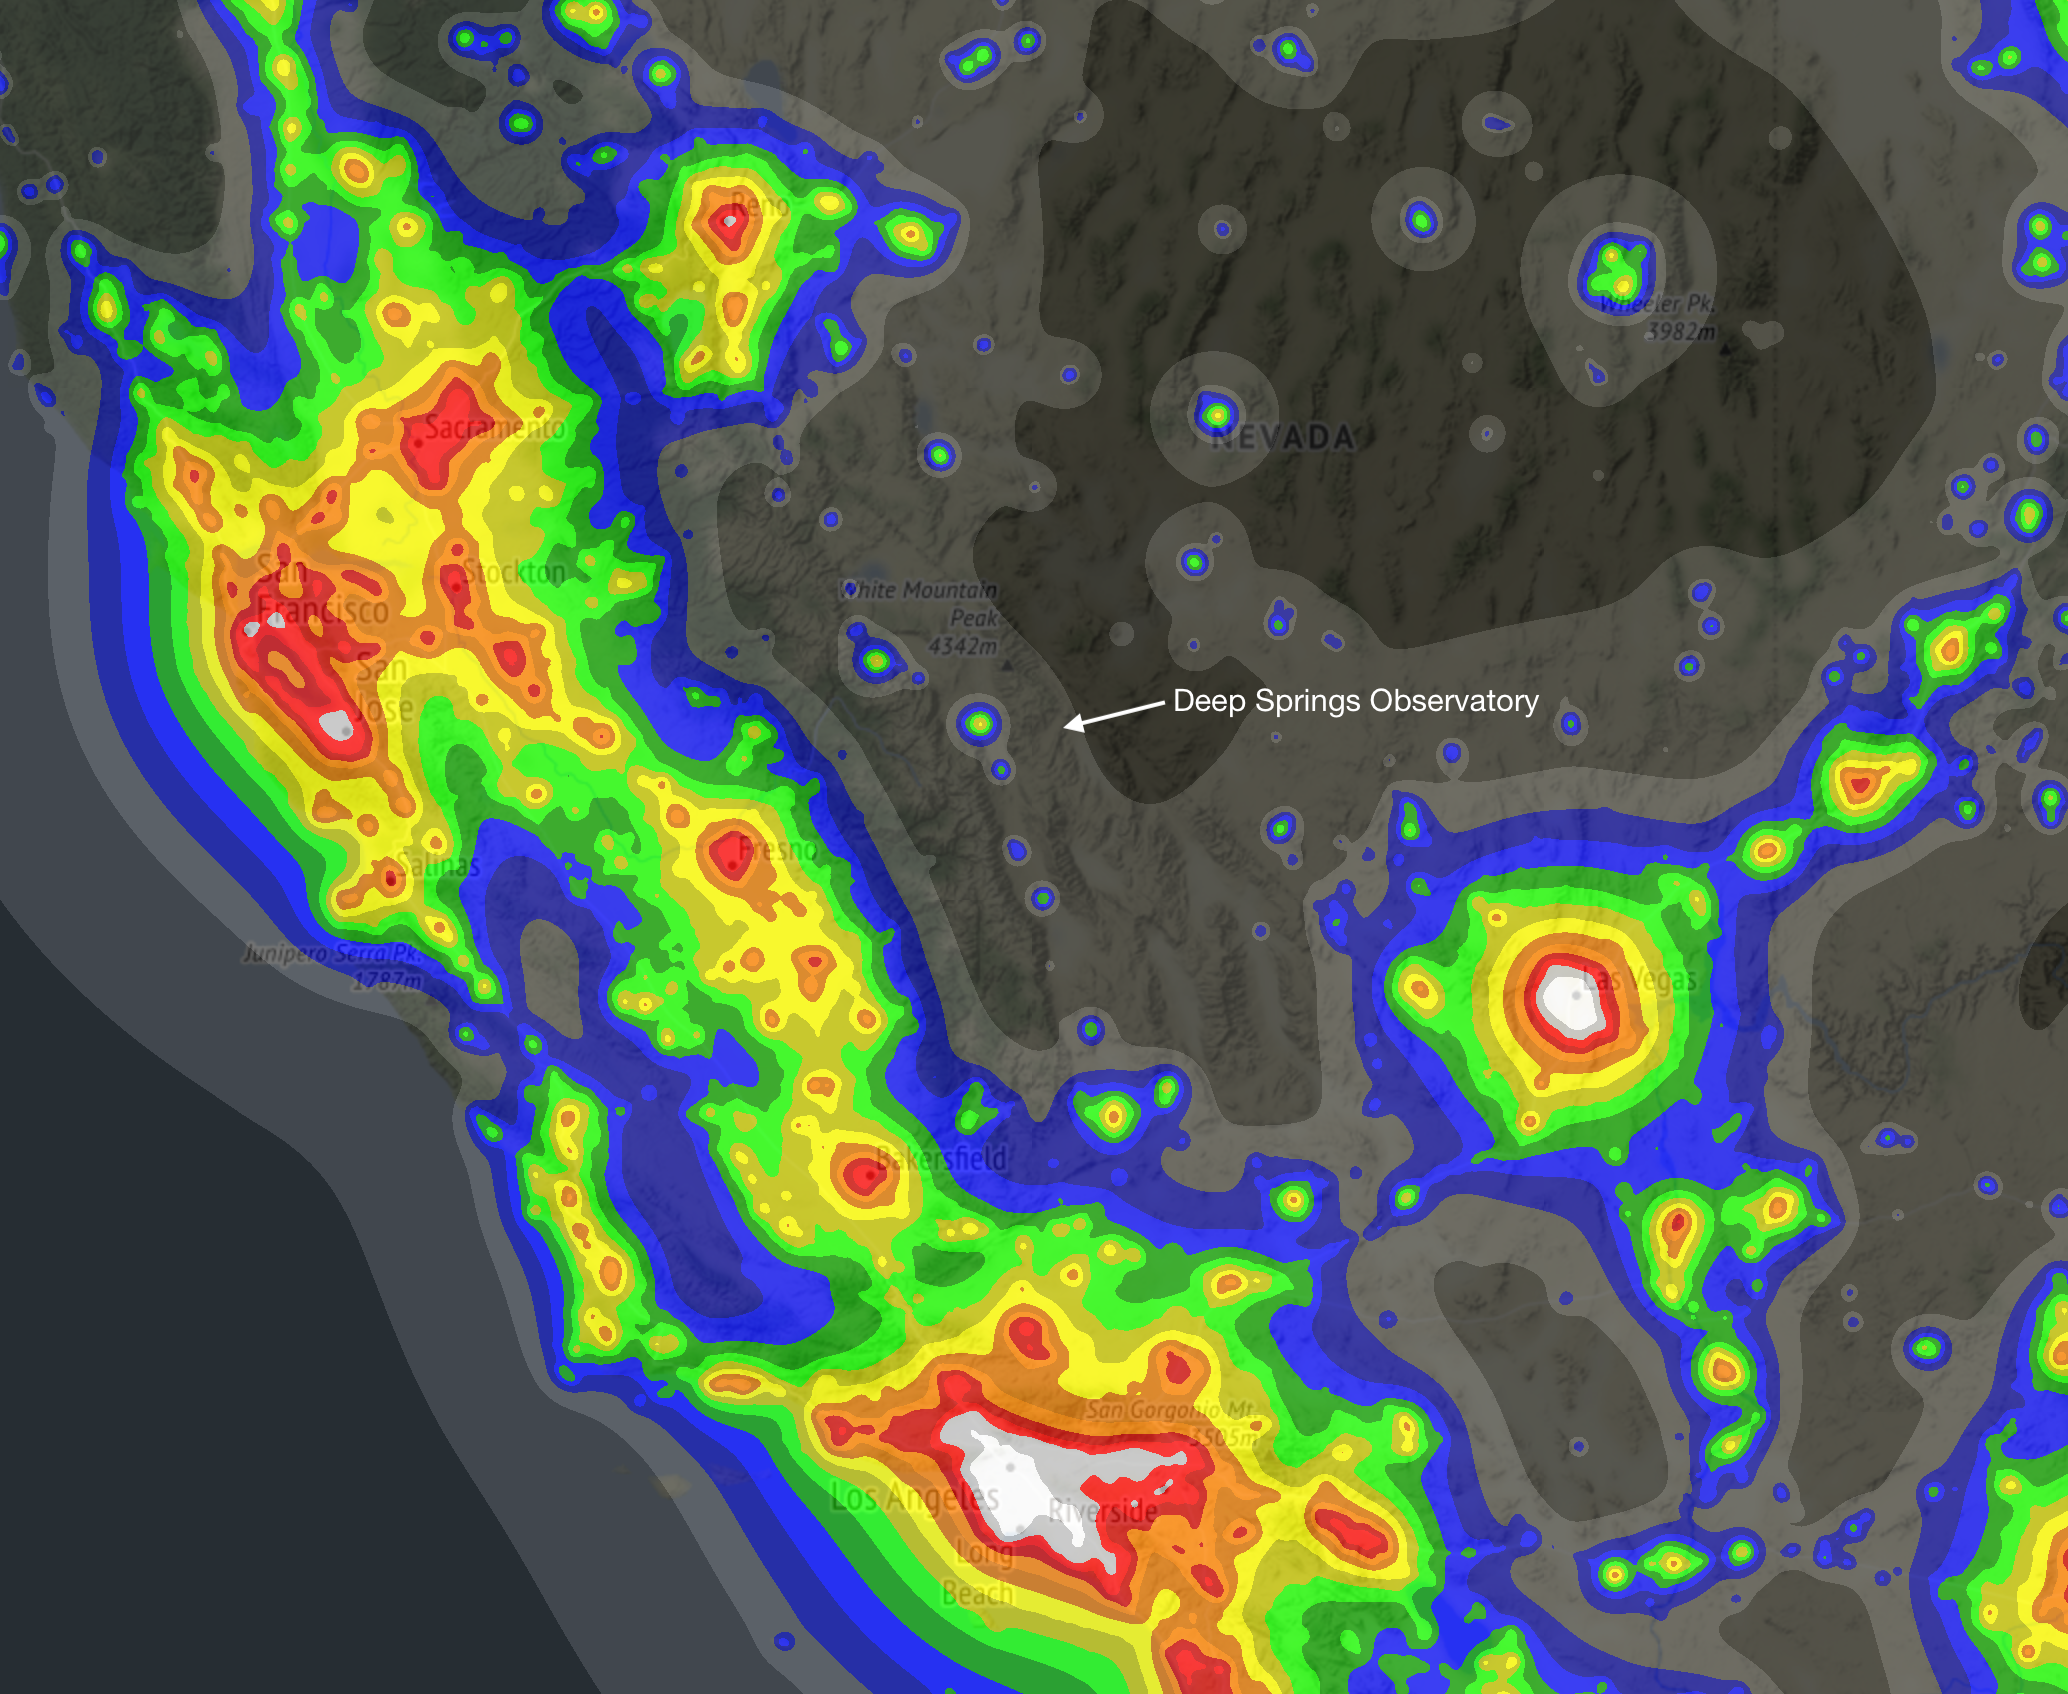 Reno
Wheeler Pk.
3982m
NEVADA
Sacramento
San
Francisco
Stockton
White Mountain
Peak
4342m
San
Jose
Deep Springs Observatory
Fresno
Salinas
Junipero Serra Pk.
1787m
Las Vegas
Bakersfield
San Gorgonio Mt.
3505m
Los Angeles
Riverside
Long
Beach